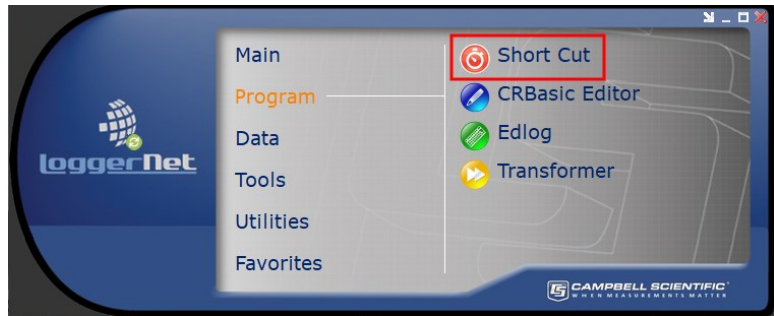 Main
Program
Data
Tools
Utilities
Favorites
Short Cut
CRBasic Editor
Edlog
Transformer
LoggerNet
CAMPBELL SCIENTIFIC
WHEN MEASUREMENTS MATTER